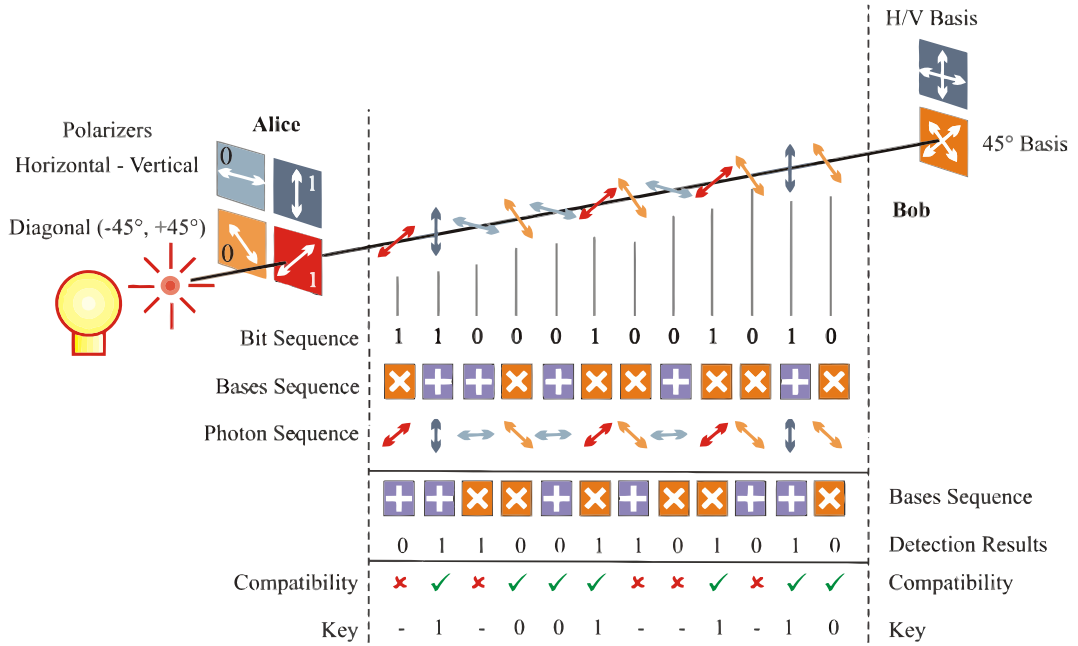 H/V Basis
Polarizers
Alice
Horizontal - Vertical
0
1
45° Basis
Diagonal (-45°, +45°)
0
1
Bob
Bit Sequence 1 1 0 0 0 1 0 0 1 0 1 0
Bases Sequence
Photon Sequence
Bases Sequence
0 1 1 0 0 1 1 0 1 0 1 0 Detection Results
Compatibility ✘ ✓ ✘ ✓ ✓ ✓ ✘ ✘ ✓ ✘ ✓ ✓ Compatibility
Key - 1 - 0 0 1 - - 1 - 1 0 Key